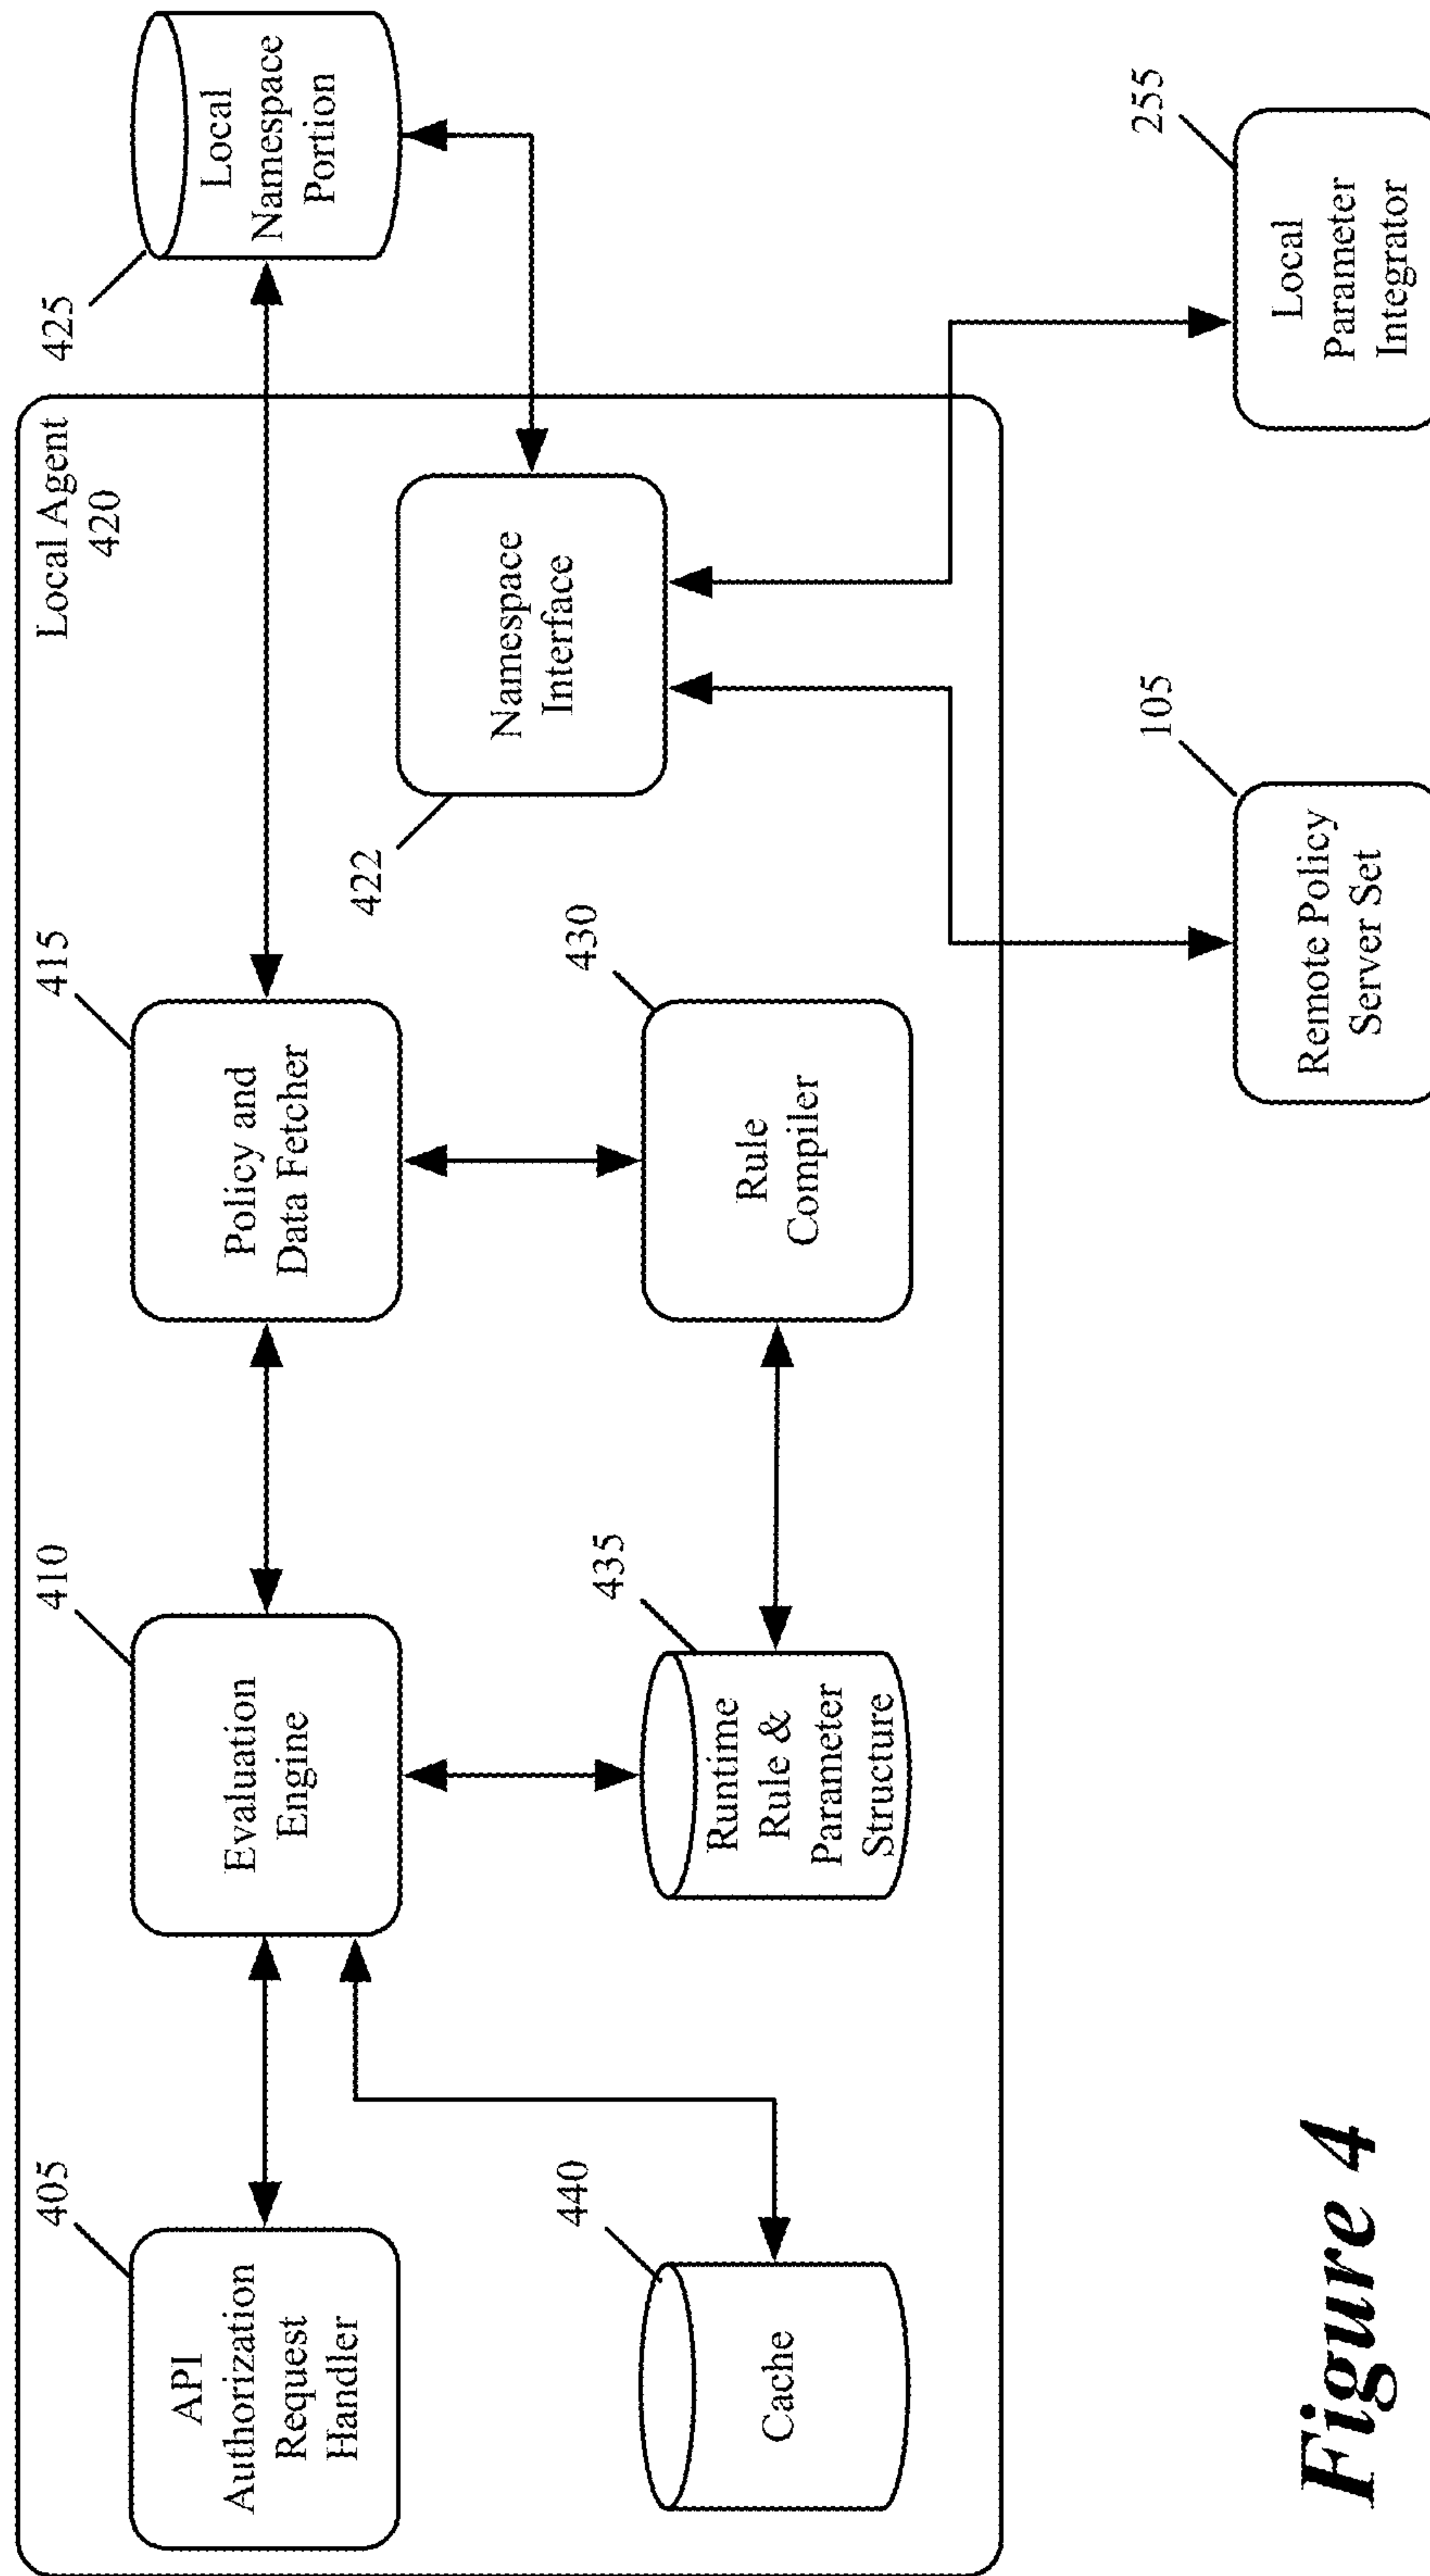 Local Agent
420
405
API
Authorization
Request
Handler
410
Evaluation
Engine
415
Policy and
Data Fetcher
425
Local
Namespace
Portion
440
Cache
435
Runtime
Rule &
Parameter
Structure
430
Rule
Compiler
422
Namespace
Interface
105
Remote Policy
Server Set
255
Local
Parameter
Integrator
Figure 4